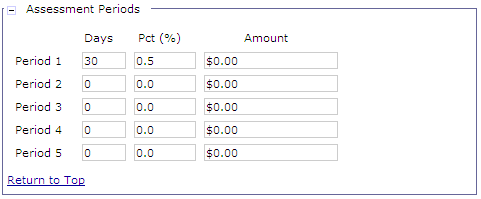 Assessment Periods
Days Pct (%) Amount
Period 1 30 0.5 $0.00
Period 2 0 0.0 $0.00
Period 3 0 0.0 $0.00
Period 4 0 0.0 $0.00
Period 5 0 0.0 $0.00
Return to Top